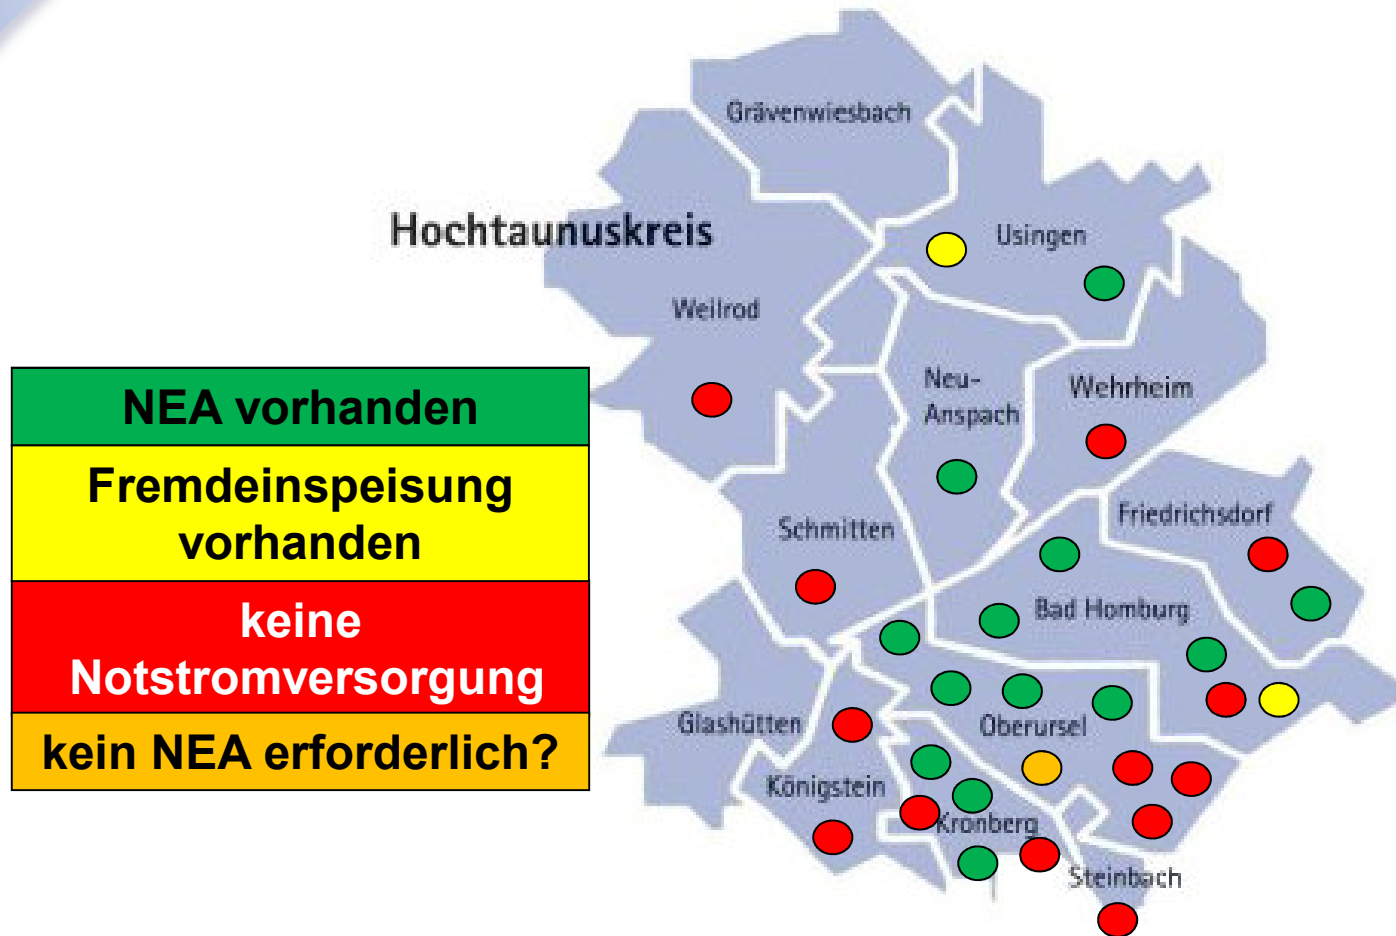 Grävenwiesbach
Hochtaunuskreis
Usingen
Weilrod
NEA vorhanden
Fremdeinspeisung
vorhanden
keine
Notstromversorgung
kein NEA erforderlich?
Neu-
Anspach
Wehrheim
Schmitten
Friedrichsdorf
Bad Homburg
Glashütten
Oberursel
Königstein
Kronberg
Steinbach